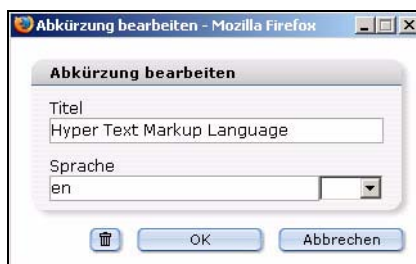 Abkürzung bearbeiten - Mozilla Firefox
Abkürzung bearbeiten
Titel
Hyper Text Markup Language
Sprache
en
OK Abbrechen